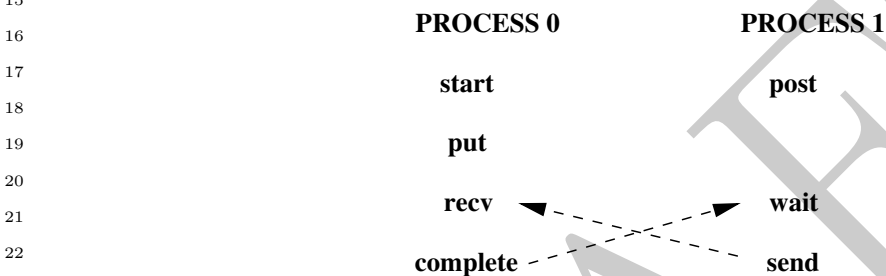 15
16 PROCESS 0 PROCESS 1
17 start post
18
19 put
20 recv wait
21
22 complete send